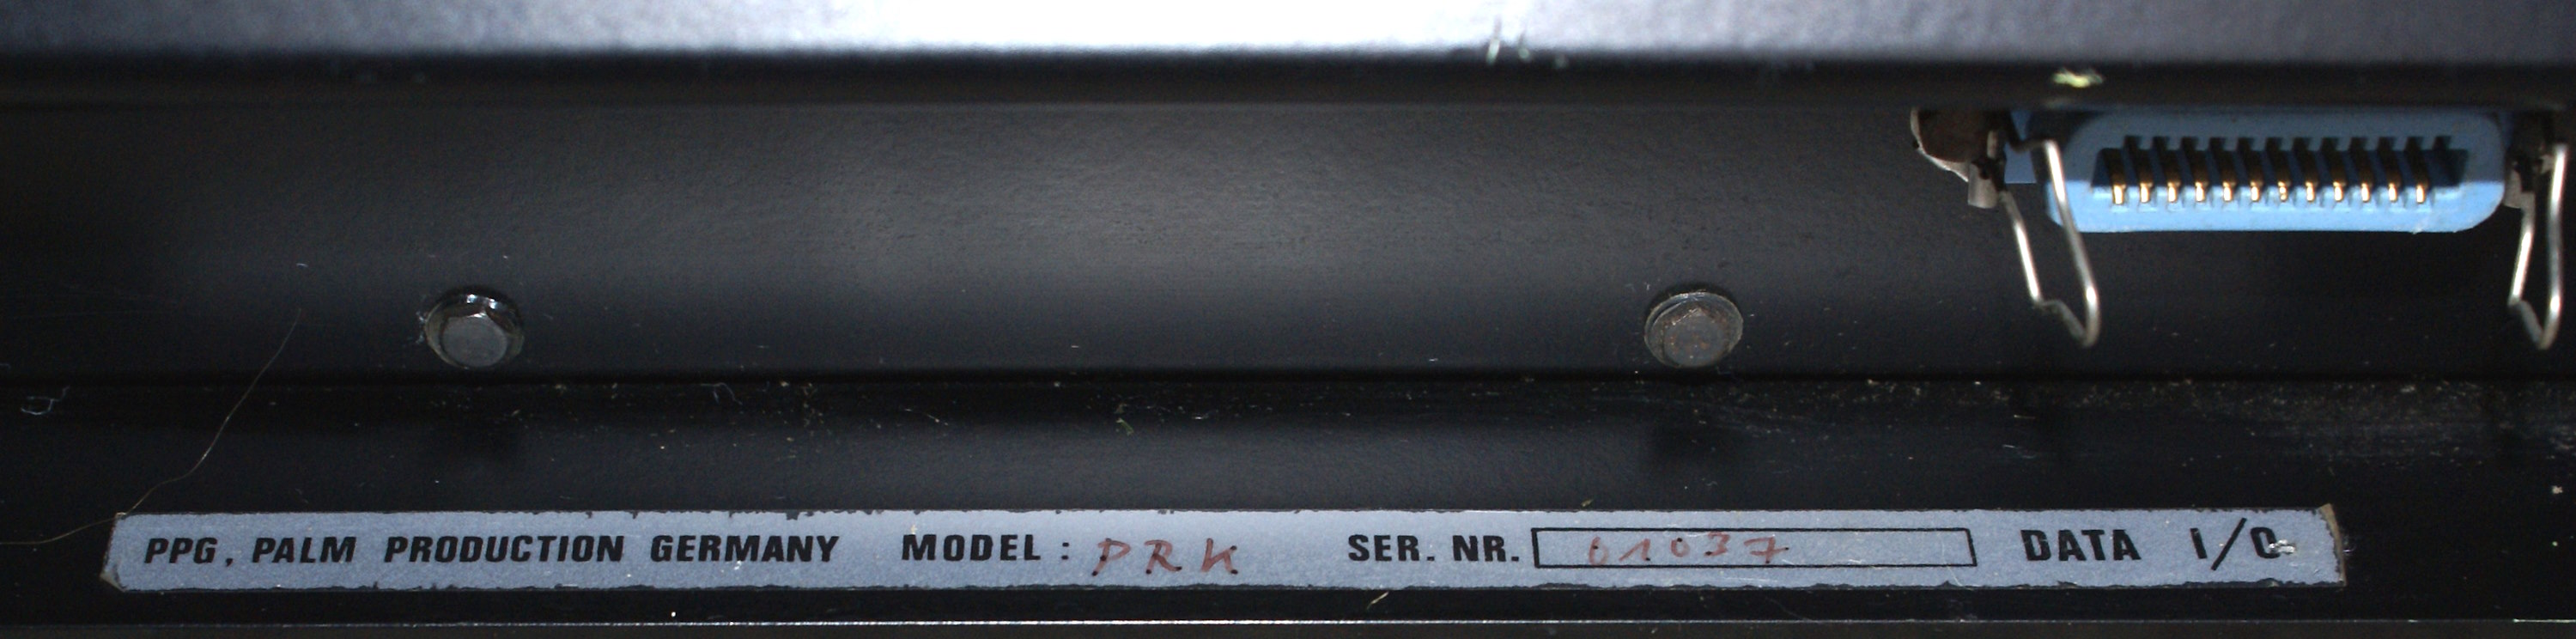 PPG, PALM PRODUCTION GERMANY MODEL: PRK SER. NR. 01037 DATA I/O